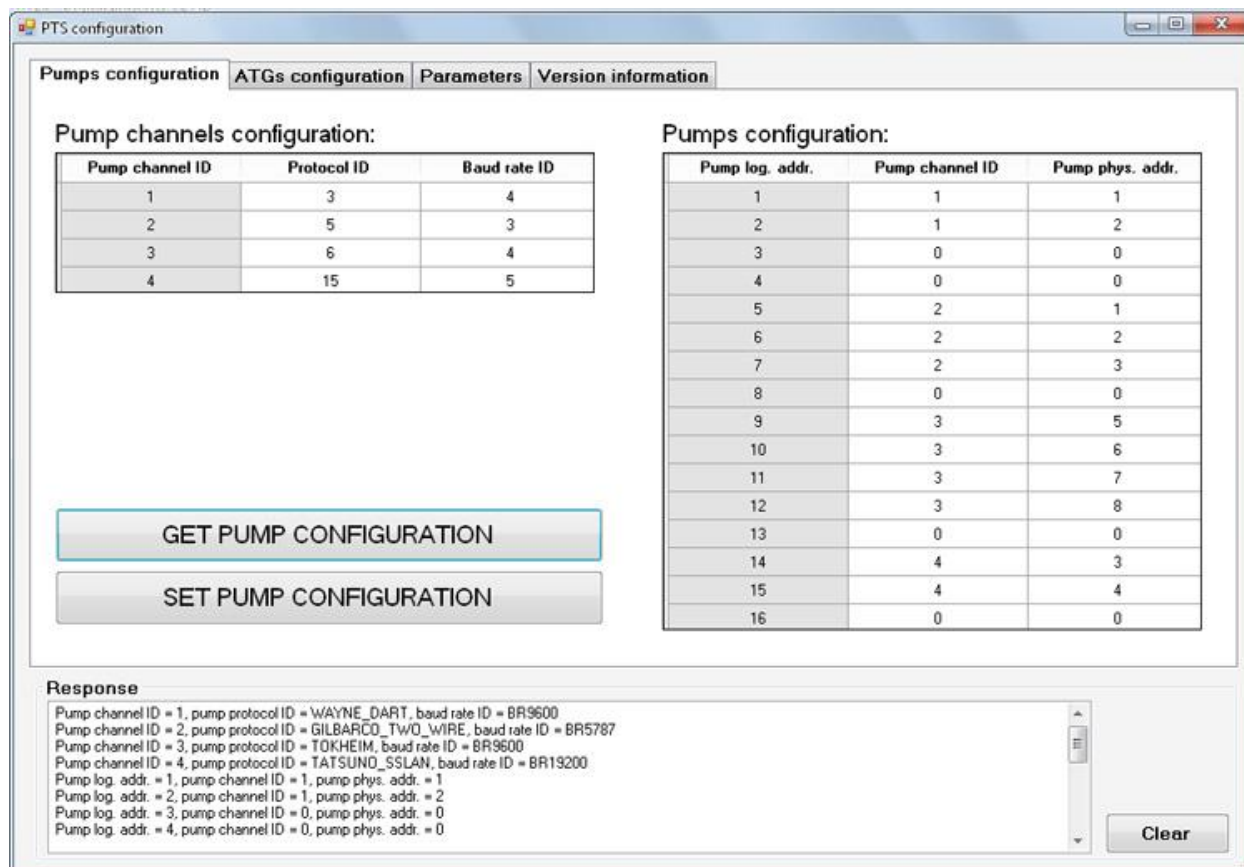 PTS configuration
Pumps configuration ATGs configuration Parameters Version information
Pump channels configuration:
Pump channel ID Protocol ID Baud rate ID
1 3 4
2 5 3
3 6 4
4 15 5
GET PUMP CONFIGURATION
SET PUMP CONFIGURATION
Pumps configuration:
Pump log. addr. Pump channel ID Pump phys. addr.
1 1 1
2 1 2
3 0 0
4 0 0
5 2 1
6 2 2
7 2 3
8 0 0
9 3 5
10 3 6
11 3 7
12 3 8
13 0 0
14 4 3
15 4 4
16 0 0
Response
Pump channel ID = 1, pump protocol ID = WAYNE_DART, baud rate ID = BR9600
Pump channel ID = 2, pump protocol ID = GILBARCO_TWO_WIRE, baud rate ID = BR5787
Pump channel ID = 3, pump protocol ID = TOKHEIM, baud rate ID = BR9600
Pump channel ID = 4, pump protocol ID = TATSUNO_SSLAN, baud rate ID = BR19200
Pump log. addr. = 1, pump channel ID = 1, pump phys. addr. = 1
Pump log. addr. = 2, pump channel ID = 1, pump phys. addr. = 2
Pump log. addr. = 3, pump channel ID = 0, pump phys. addr. = 0
Pump log. addr. = 4, pump channel ID = 0, pump phys. addr. = 0
Clear